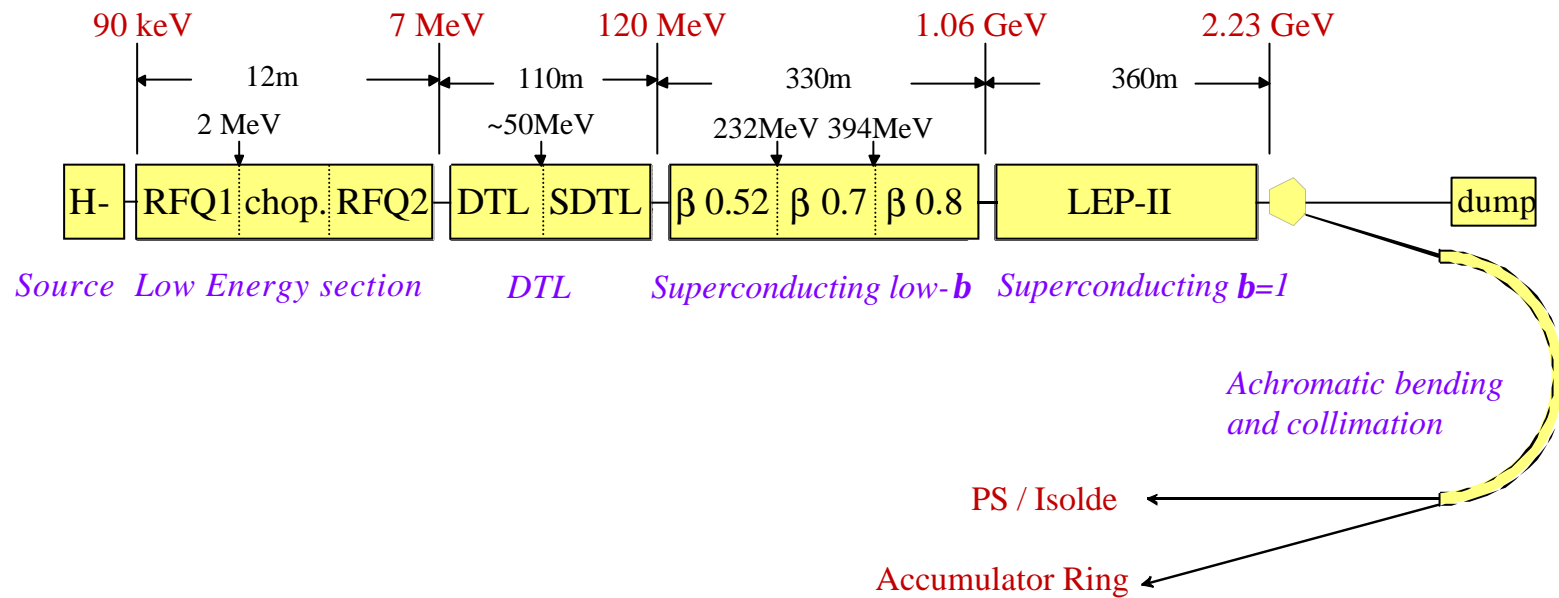 90 keV 7 MeV 120 MeV 1.06 GeV 2.23 GeV
12m 110m 330m 360m
2 MeV ~50MeV 232MeV 394MeV
H- RFQ1 chop. RFQ2 DTL SDTL β 0.52 β 0.7 β 0.8 LEP-II dump
Source Low Energy section DTL Superconducting low-b Superconducting b=1
Achromatic bending
and collimation
PS / Isolde
Accumulator Ring